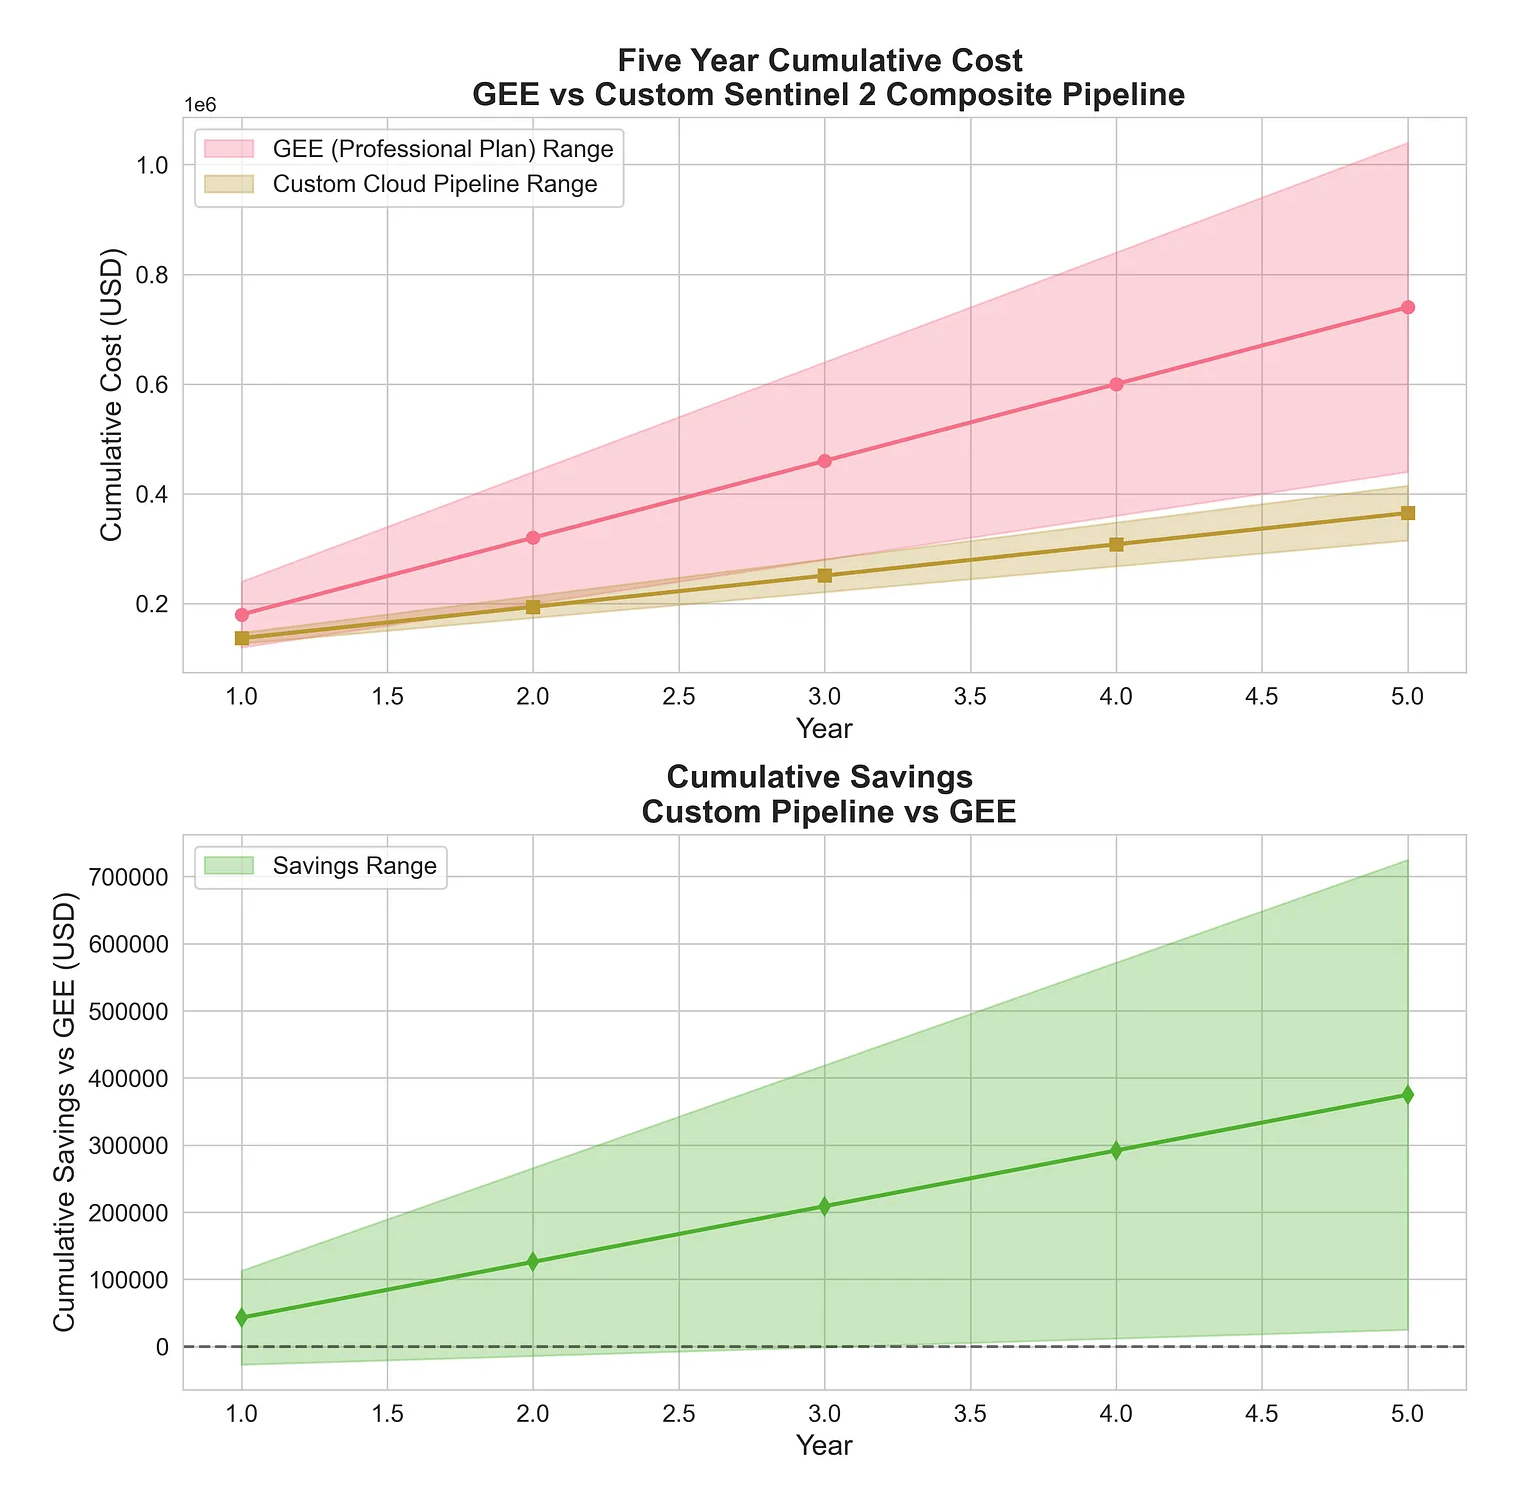 Five Year Cumulative Cost
GEE vs Custom Sentinel 2 Composite Pipeline
1e6
GEE (Professional Plan) Range
Custom Cloud Pipeline Range
Cumulative Cost (USD)
1.0
0.8
0.6
0.4
0.2
1.0 1.5 2.0 2.5 3.0 3.5 4.0 4.5 5.0
Year
Cumulative Savings
Custom Pipeline vs GEE
Savings Range
Cumulative Savings vs GEE (USD)
700000
600000
500000
400000
300000
200000
100000
0
1.0 1.5 2.0 2.5 3.0 3.5 4.0 4.5 5.0
Year